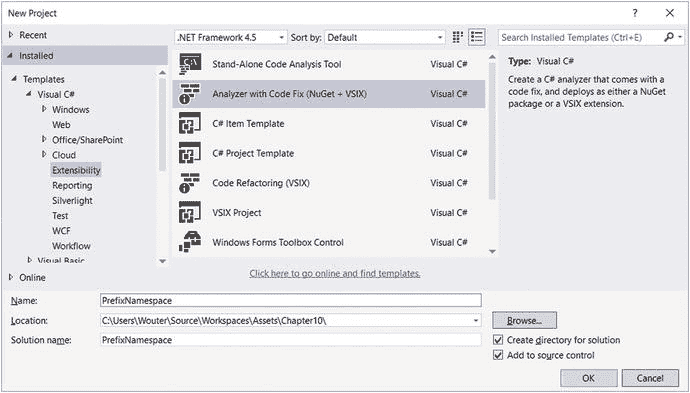 New Project
? ×
Recent
Installed
Templates
Visual C#
Windows
Web
Office/SharePoint
Cloud
Extensibility
Reporting
Silverlight
Test
WCF
Workflow
Visual Basic
Online
.NET Framework 4.5
Sort by: Default
Stand-Alone Code Analysis Tool Visual C#
Analyzer with Code Fix (NuGet + VSIX) Visual C#
C# Item Template Visual C#
C# Project Template Visual C#
Code Refactoring (VSIX) Visual C#
VSIX Project Visual C#
Windows Forms Toolbox Control Visual C#
Click here to go online and find templates.
Search Installed Templates (Ctrl+E)
Type: Visual C#
Create a C# analyzer that comes with a
code fix, and deploys as either a NuGet
package or a VSIX extension.
Name: PrefixNamespace
Location: C:\Users\Wouter\Source\Workspaces\Assets\Chapter10\
Solution name: PrefixNamespace
Browse...
Create directory for solution
Add to source control
OK Cancel